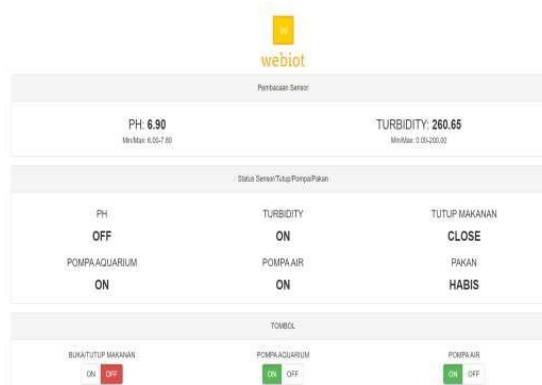 W
webiot
Pembacaan Sensor
PH: 6.90
Min/Max: 6.00-7.80
TURBIDITY: 260.65
Min/Max: 0.00-200.00
Status Sensor/Tutup/Pompa/Pakan
PH
TURBIDITY
TUTUP MAKANAN
OFF
ON
CLOSE
POMPA AQUARIUM
POMPA AIR
PAKAN
ON
ON
HABIS
TOMBOL
BUKA/TUTUP MAKANAN
POMPA AQUARIUM
POMPA AIR
ON OFF
ON OFF
ON OFF